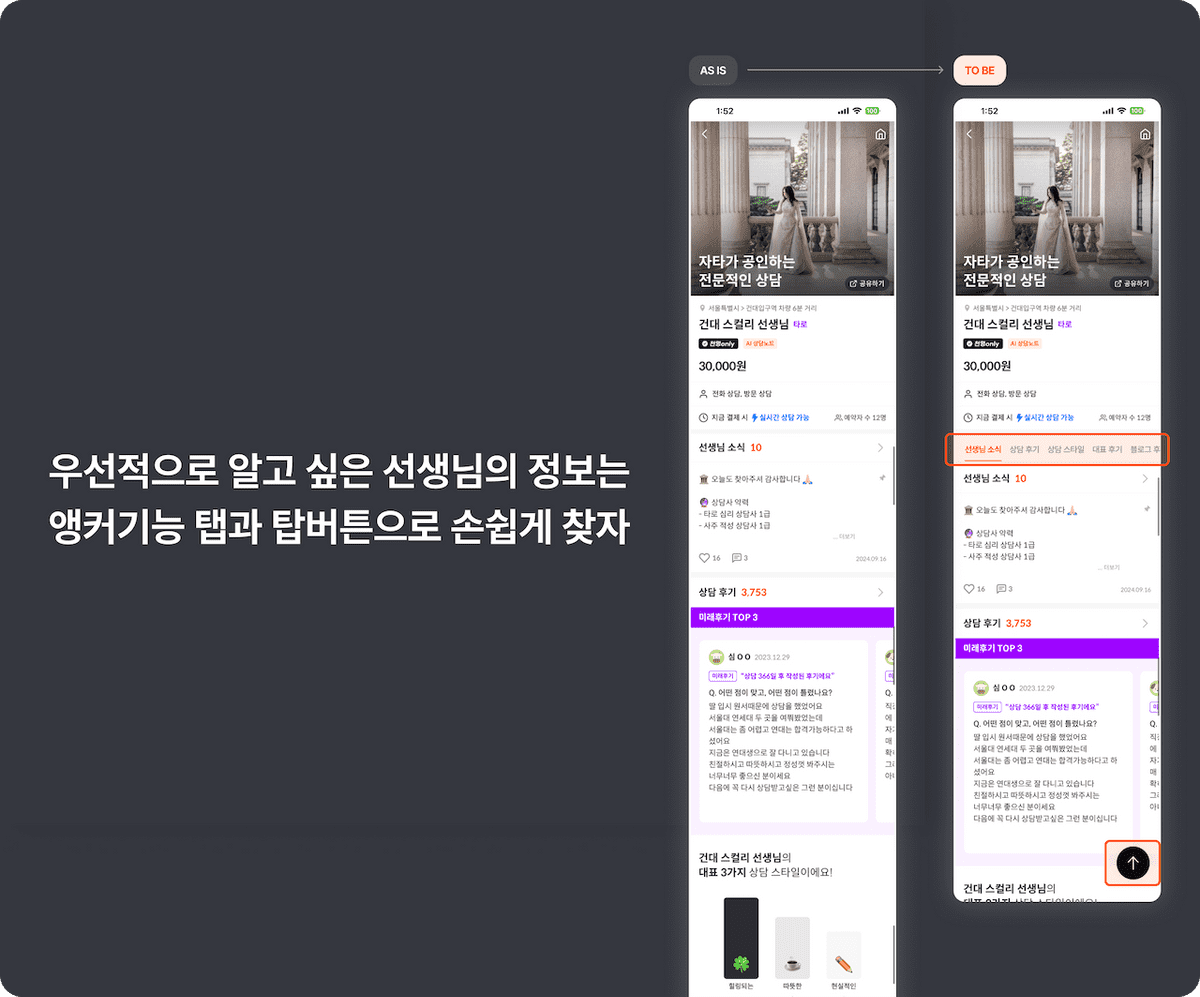 우선적으로 알고 싶은 선생님의 정보는
앵커기능 탭과 탑버튼으로 손쉽게 찾자
AS IS
1:52
100
자타가 공인하는
전문적인 상담
공유하기
서울특별시 > 건대입구역 차량 6분 거리
건대 스컬리 선생님 타로
천명only AI 상담노트
30,000원
전화 상담, 방문 상담
지금 결제 시 실시간 상담 가능 예약자 수 12명
선생님 소식 10
오늘도 찾아주셔 감사합니다
상담사 약력
- 타로 심리 상담사 1급
- 사주 적성 상담사 1급
... 더보기
16 3 2024.09.16
상담 후기 3,753
미래후기 TOP 3
심 O O 2023.12.29
미래후기 "상담 366일 후 작성된 후기에요"
Q. 어떤 점이 맞고, 어떤 점이 틀렸나요?
딸 입시 원서때문에 상담을 했었어요
서울대 연세대 두 곳을 여쭤봤었는데
서울대는 좀 어렵고 연대는 합격가능하다고 하
셨어요
지금은 연대생으로 잘 다니고 있습니다
친절하시고 따뜻하시고 정성껏 봐주시는
너무너무 좋으신 분이세요
다음에 꼭 다시 상담받고싶은 그런 분이십니다
Q.
직
에
자
매
확
그
아
건대 스컬리 선생님의
대표 3가지 상담 스타일이에요!
힐링되는 따뜻한 현실적인
TO BE
1:52
100
자타가 공인하는
전문적인 상담
공유하기
서울특별시 > 건대입구역 차량 6분 거리
건대 스컬리 선생님 타로
천명only AI 상담노트
30,000원
전화 상담, 방문 상담
지금 결제 시 실시간 상담 가능 예약자 수 12명
선생님 소식 상담 후기 상담 스타일 대표 후기 블로그 후
선생님 소식 10
오늘도 찾아주셔 감사합니다
상담사 약력
- 타로 심리 상담사 1급
- 사주 적성 상담사 1급
... 더보기
16 3 2024.09.16
상담 후기 3,753
미래후기 TOP 3
심 O O 2023.12.29
미래후기 "상담 366일 후 작성된 후기에요"
Q. 어떤 점이 맞고, 어떤 점이 틀렸나요?
딸 입시 원서때문에 상담을 했었어요
서울대 연세대 두 곳을 여쭤봤었는데
서울대는 좀 어렵고 연대는 합격가능하다고 하
셨어요
지금은 연대생으로 잘 다니고 있습니다
친절하시고 따뜻하시고 정성껏 봐주시는
너무너무 좋으신 분이세요
다음에 꼭 다시 상담받고싶은 그런 분이십니다
Q.
직
에
자
매
확
그
아
건대 스컬리 선생님의
대표 3가지 상담 스타일이에요!